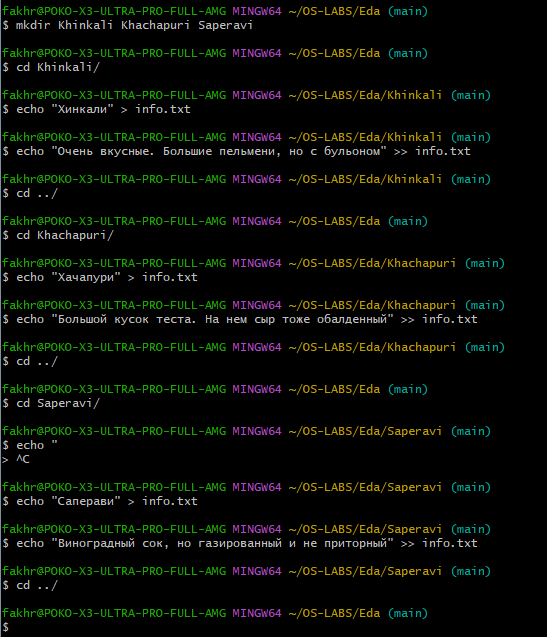 fakhr@POKO-X3-ULTRA-PRO-FULL-AMG MINGW64 ~/OS-LABS/Eda (main)
$ mkdir Khinkali Khachapuri Saperavi
fakhr@POKO-X3-ULTRA-PRO-FULL-AMG MINGW64 ~/OS-LABS/Eda (main)
$ cd Khinkali/
fakhr@POKO-X3-ULTRA-PRO-FULL-AMG MINGW64 ~/OS-LABS/Eda/Khinkali (main)
$ echo "Хинкали" > info.txt
fakhr@POKO-X3-ULTRA-PRO-FULL-AMG MINGW64 ~/OS-LABS/Eda/Khinkali (main)
$ echo "Очень вкусные. Большие пельмени, но с бульоном" >> info.txt
fakhr@POKO-X3-ULTRA-PRO-FULL-AMG MINGW64 ~/OS-LABS/Eda/Khinkali (main)
$ cd ../
fakhr@POKO-X3-ULTRA-PRO-FULL-AMG MINGW64 ~/OS-LABS/Eda (main)
$ cd Khachapuri/
fakhr@POKO-X3-ULTRA-PRO-FULL-AMG MINGW64 ~/OS-LABS/Eda/Khachapuri (main)
$ echo "Хачапури" > info.txt
fakhr@POKO-X3-ULTRA-PRO-FULL-AMG MINGW64 ~/OS-LABS/Eda/Khachapuri (main)
$ echo "Большой кусок теста. На нем сыр тоже обалденный" >> info.txt
fakhr@POKO-X3-ULTRA-PRO-FULL-AMG MINGW64 ~/OS-LABS/Eda/Khachapuri (main)
$ cd ../
fakhr@POKO-X3-ULTRA-PRO-FULL-AMG MINGW64 ~/OS-LABS/Eda (main)
$ cd Saperavi/
fakhr@POKO-X3-ULTRA-PRO-FULL-AMG MINGW64 ~/OS-LABS/Eda/Saperavi (main)
$ echo "
> ^C
fakhr@POKO-X3-ULTRA-PRO-FULL-AMG MINGW64 ~/OS-LABS/Eda/Saperavi (main)
$ echo "Саперави" > info.txt
fakhr@POKO-X3-ULTRA-PRO-FULL-AMG MINGW64 ~/OS-LABS/Eda/Saperavi (main)
$ echo "Виноградный сок, но газированный и не приторный" >> info.txt
fakhr@POKO-X3-ULTRA-PRO-FULL-AMG MINGW64 ~/OS-LABS/Eda/Saperavi (main)
$ cd ../
fakhr@POKO-X3-ULTRA-PRO-FULL-AMG MINGW64 ~/OS-LABS/Eda (main)
$